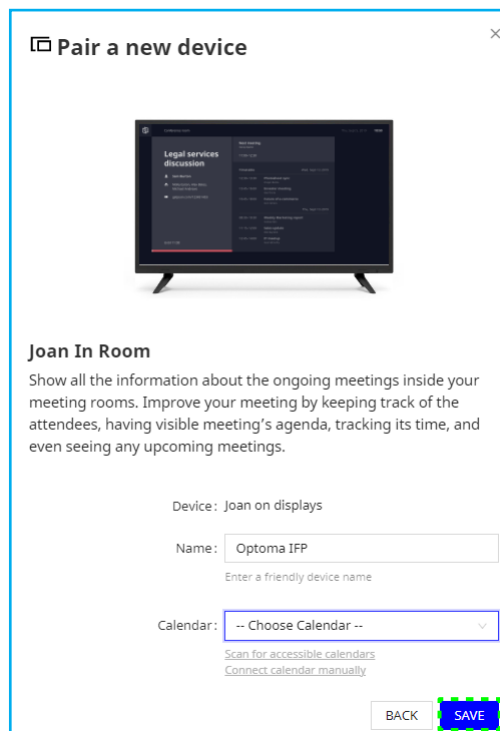 Pair a new device
Legal services
discussion
Joan In Room
Show all the information about the ongoing meetings inside your
meeting rooms. Improve your meeting by keeping track of the
attendees, having visible meeting's agenda, tracking its time, and
even seeing any upcoming meetings.
Device: Joan on displays
Name: Optoma IFP
Enter a friendly device name
Calendar: -- Choose Calendar --
Scan for accessible calendars
Connect calendar manually
BACK SAVE